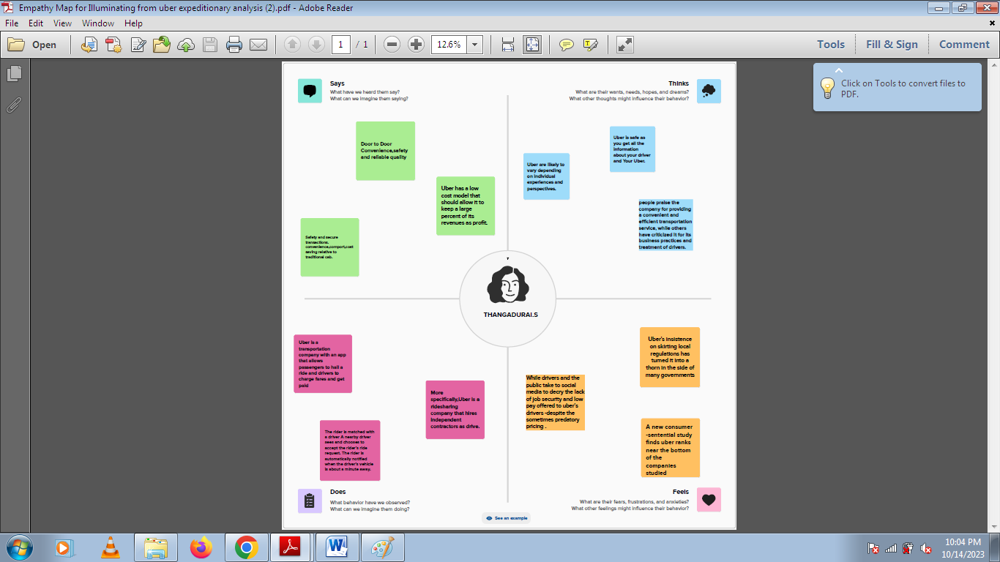 Empathy Map for Illuminating from uber expeditionary analysis (2).pdf - Adobe Reader
File Edit View Window Help
Open
1 / 1
12.6%
Tools
Fill & Sign
Comment
Click on Tools to convert files to
PDF.
Says
What have we heard them say?
What can we imagine them saying?
Thinks
What are their wants, needs, hopes, and dreams?
What other thoughts might influence their behavior?
Door to Door
Convenience,safety
and reliable quality
Uber has a low
cost model that
should allow it to
keep a large
percent of its
revenues as profit.
Safety and secure
transactions.
convenience,comport,cost
saving relative to
traditional cab.
Uber are likely to
vary depending
on individual
experiences and
perspectives.
Uber is safe as
you get all the
information
about your driver
and Your Uber.
people praise the
company for providing
a convenient and
efficient transportation
service, while others
have criticized it for its
business practices and
treatment of drivers.
THANGADURAI.S
Uber is a
transportation
company with an app
that allows
passengers to hail a
ride and drivers to
charge fares and get
paid
More
specifically,Uber is a
ridesharing
company that hires
independent
contractors as drive.
The rider is matched with
a driver A nearby driver
sees and chooses to
accept the rider's ride
request. The rider is
automatically notified
when the driver's vehicle
is about a minute away.
While drivers and the
public take to social
media to decry the lack
of job security and low
pay offered to uber's
drivers -despite the
sometimes predatory
pricing .
Uber's insistence
on skirting local
regulations has
turned it into a
thorn in the side of
many governments
A new consumer
-sentential study
finds uber ranks
near the bottom
of the
companies
studied
Does
What behavior have we observed?
What can we imagine them doing?
Feels
What are their fears, frustrations, and anxieties?
What other feelings might influence their behavior?
See an example
10:04 PM
10/14/2023